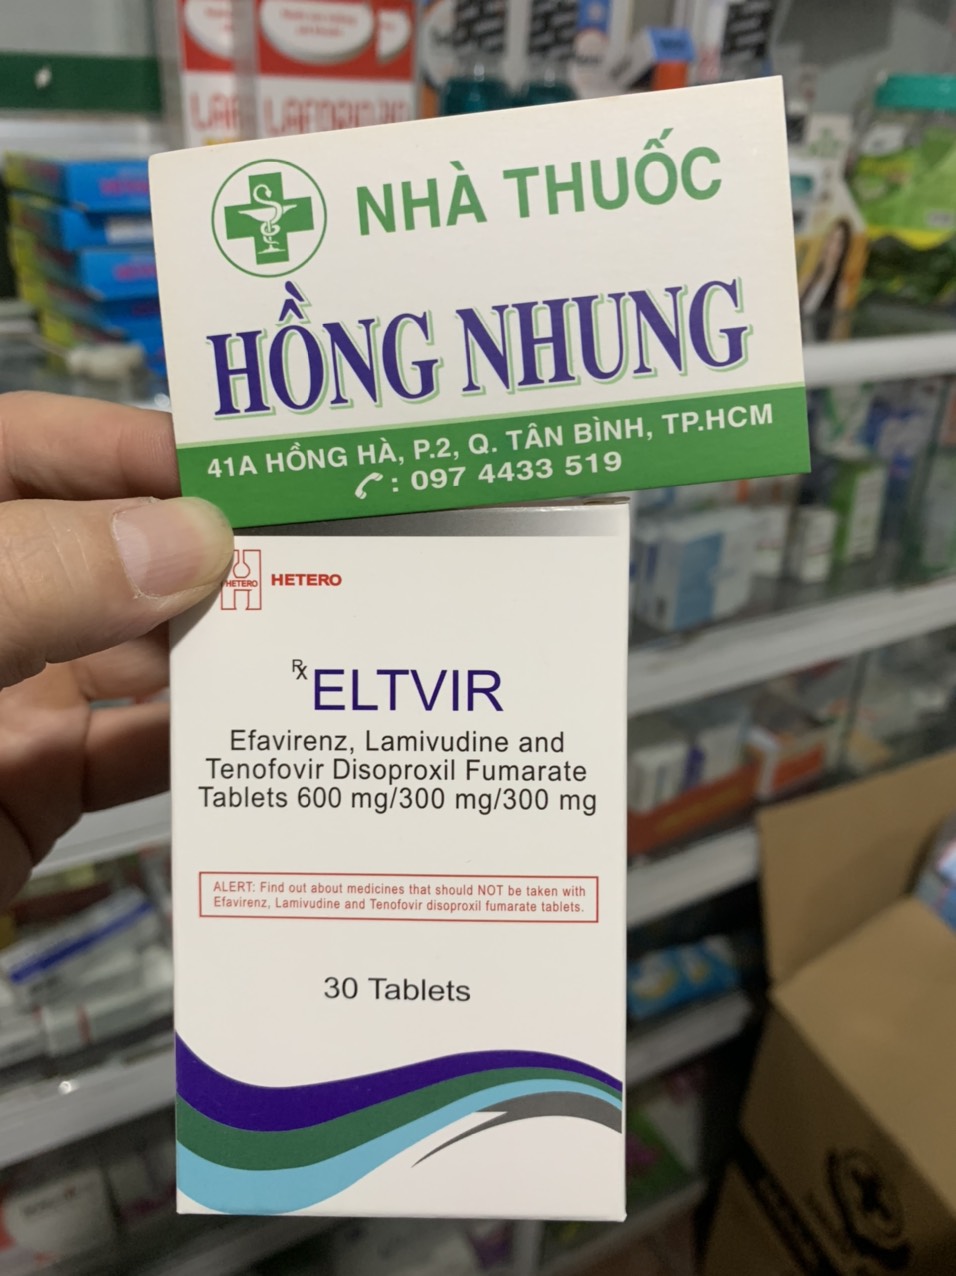 NHÀ THUỐC
HỒNG NHUNG
41A HỒNG HÀ, P.2, Q. TÂN BÌNH, TP.HCM
: 097 4433 519
HETERO
HETERO
Rx ELTVIR
Efavirenz, Lamivudine and
Tenofovir Disoproxil Fumarate
Tablets 600 mg/300 mg/300 mg
ALERT: Find out about medicines that should NOT be taken with
Efavirenz, Lamivudine and Tenofovir disoproxil fumarate tablets.
30 Tablets